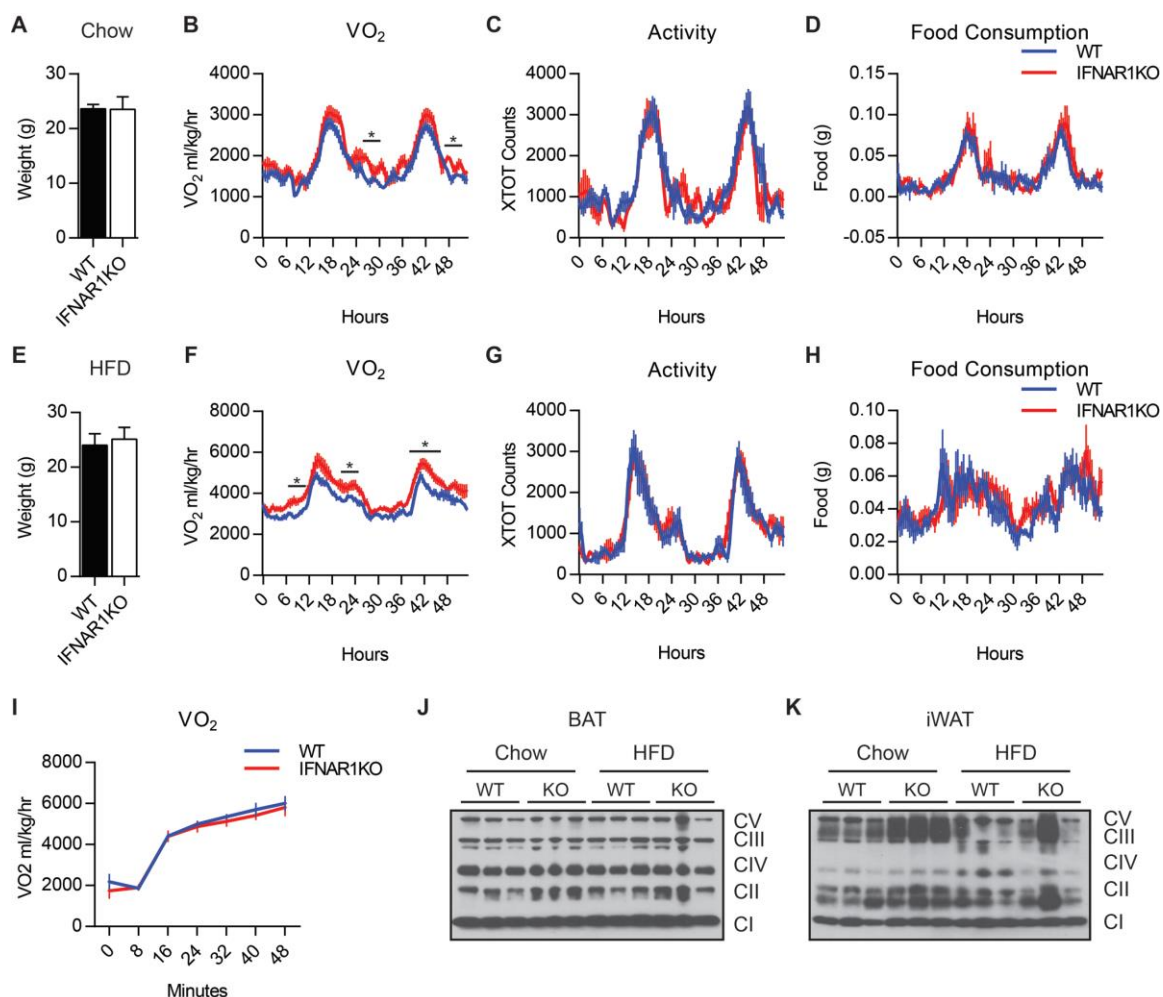 A
Chow
Weight (g)
30
20
10
0
WT
IFNAR1KO
B
VO2
VO2 ml/kg/hr
4000
3000
2000
1000
0
0 6 12 18 24 30 36 42 48
Hours
C
Activity
XTOT Counts
4000
3000
2000
1000
0
0 6 12 18 24 30 36 42 48
Hours
D
Food Consumption
WT
IFNAR1KO
Food (g)
0.15
0.10
0.05
0.00
-0.05
0 6 12 18 24 30 36 42 48
Hours
E
HFD
Weight (g)
30
20
10
0
WT
IFNAR1KO
F
VO2
VO2 ml/kg/hr
8000
6000
4000
2000
0
0 6 12 18 24 30 36 42 48
Hours
G
Activity
XTOT Counts
4000
3000
2000
1000
0
0 6 12 18 24 30 36 42 48
Hours
H
Food Consumption
WT
IFNAR1KO
Food (g)
0.10
0.08
0.06
0.04
0.02
0.00
0 6 12 18 24 30 36 42 48
Hours
I
VO2
WT
IFNAR1KO
VO2 ml/kg/hr
8000
6000
4000
2000
0
0 8 16 24 32 40 48
Minutes
J
BAT
Chow HFD
WT KO WT KO
CV
CIII
CIV
CII
CI
K
iWAT
Chow HFD
WT KO WT KO
CV
CIII
CIV
CII
CI